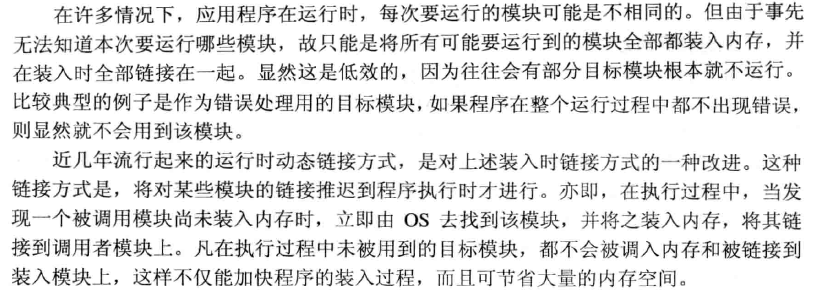 在许多情况下，应用程序在运行时，每次要运行的模块可能是不相同的。但由于事先
无法知道本次要运行哪些模块，故只能是将所有可能要运行到的模块全部都装入内存，并
在装入时全部链接在一起。显然这是低效的，因为往往会有部分目标模块根本就不运行。
比较典型的例子是作为错误处理用的目标模块，如果程序在整个运行过程中都不出现错误，
则显然就不会用到该模块。
近几年流行起来的运行时动态链接方式，是对上述装入时链接方式的一种改进。这种
链接方式是，将对某些模块的链接推迟到程序执行时才进行。亦即，在执行过程中，当发
现一个被调用模块尚未装入内存时，立即由 OS 去找到该模块，并将之装入内存，将其链
接到调用者模块上。凡在执行过程中未被用到的目标模块，都不会被调入内存和被链接到
装入模块上，这样不仅能加快程序的装入过程，而且可节省大量的内存空间。